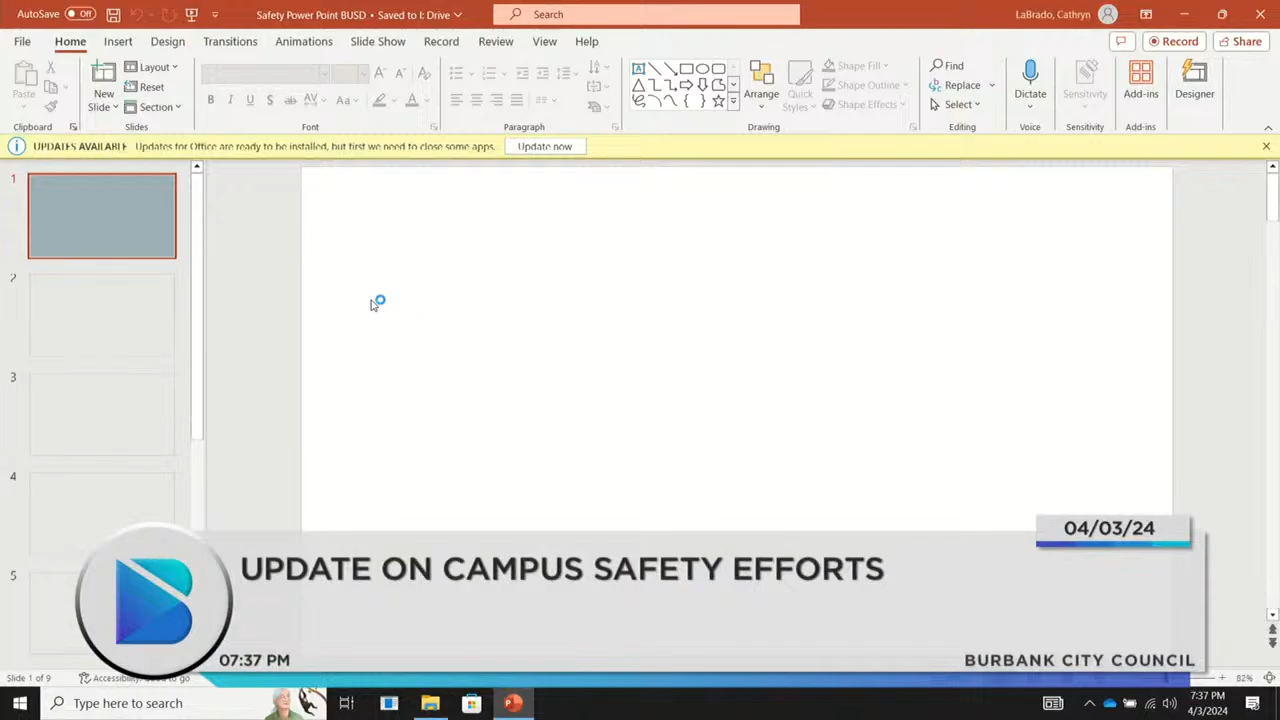 AutoSave Off Safety Power Point BUSD • Saved to I: Drive Search LaBrado, Cathryn
File Home Insert Design Transitions Animations Slide Show Record Review View Help Record Share
Paste New Slide Layout Reset Section Arrange Quick Styles Shape Fill Shape Outline Shape Effects Find Replace Select Dictate Sensitivity Add-ins Designer
Clipboard Slides Font Paragraph Drawing Editing Voice Sensitivity Add-ins
UPDATES AVAILABLE Updates for Office are ready to be installed, but first we need to close some apps. Update now
1
2
3
4
5
04/03/24
UPDATE ON CAMPUS SAFETY EFFORTS
07:37 PM BURBANK CITY COUNCIL
Slide 1 of 9 82%
Type here to search 7:37 PM
4/3/2024